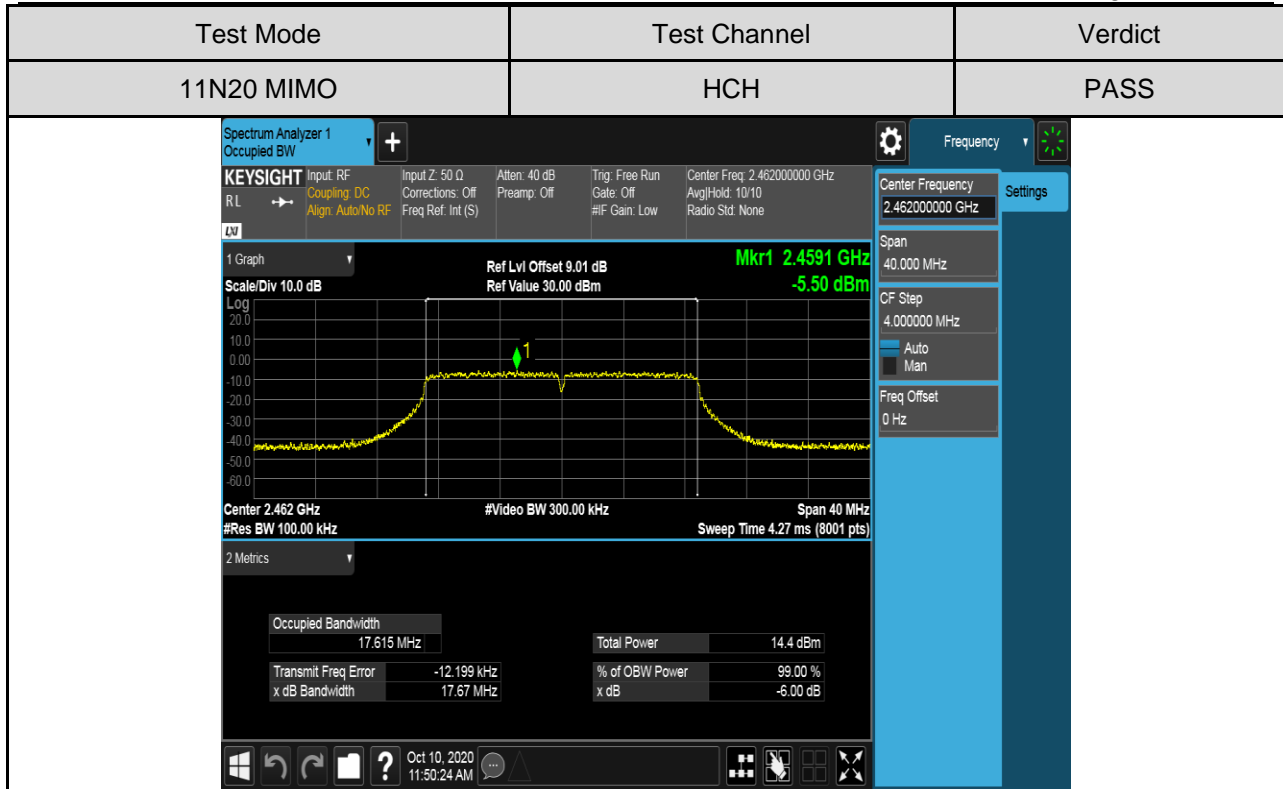 Test Mode Test Channel Verdict
11N20 MIMO HCH PASS
Spectrum Analyzer 1
Occupied BW
+
Frequency
KEYSIGHT
RL
LXI
Input: RF
Coupling: DC
Align: Auto/No RF
Input Z: 50 Ω
Corrections: Off
Freq Ref: Int (S)
Atten: 40 dB
Preamp: Off
Trig: Free Run
Gate: Off
#IF Gain: Low
Center Freq: 2.462000000 GHz
Avg|Hold: 10/10
Radio Std: None
Center Frequency
2.462000000 GHz
Settings
Span
40.000 MHz
CF Step
4.000000 MHz
Auto
Man
Freq Offset
0 Hz
1 Graph
Scale/Div 10.0 dB
Ref Lvl Offset 9.01 dB
Ref Value 30.00 dBm
Mkr1 2.4591 GHz
-5.50 dBm
Log
20.0
10.0
0.00
-10.0
-20.0
-30.0
-40.0
-50.0
-60.0
1
Center 2.462 GHz #Video BW 300.00 kHz Span 40 MHz
#Res BW 100.00 kHz Sweep Time 4.27 ms (8001 pts)
2 Metrics
Occupied Bandwidth
17.615 MHz
Total Power 14.4 dBm
Transmit Freq Error -12.199 kHz
% of OBW Power 99.00 %
x dB Bandwidth 17.67 MHz
x dB -6.00 dB
?
Oct 10, 2020
11:50:24 AM